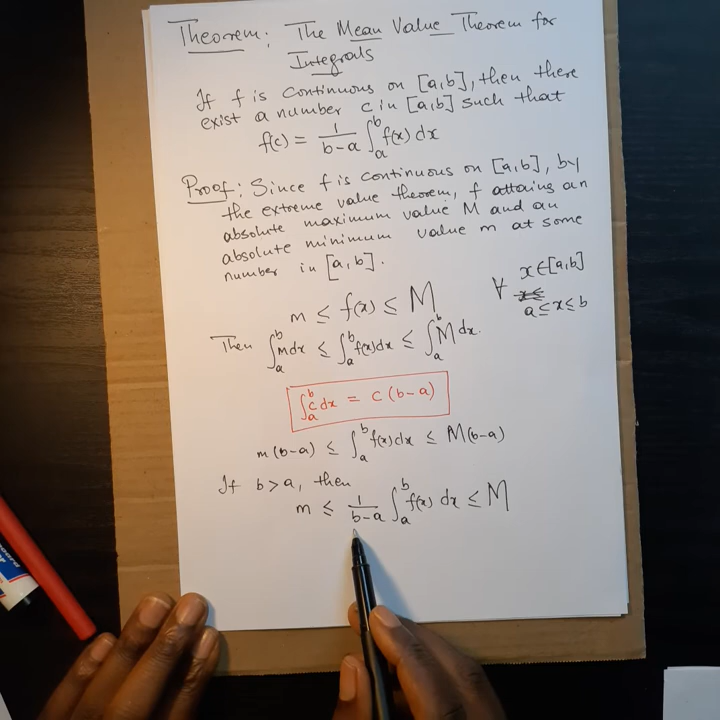 Theorem: The Mean Value Theorem for
Integrals
If f is continuous on [a,b], then there
exist a number c in [a,b] such that
f(c) = 1/(b-a) ∫_a^b f(x) dx
Proof: Since f is continuous on [a,b], by
the extreme value theorem, f attains an
absolute maximum value M and an
absolute minimum value m at some
number in [a,b].
m ≤ f(x) ≤ M ∀ x∈[a,b]
a≤x≤b
Then ∫_a^b m dx ≤ ∫_a^b f(x) dx ≤ ∫_a^b M dx.
∫_a^b c dx = c (b-a)
m(b-a) ≤ ∫_a^b f(x) dx ≤ M(b-a)
If b>a, then
m ≤ 1/(b-a) ∫_a^b f(x) dx ≤ M